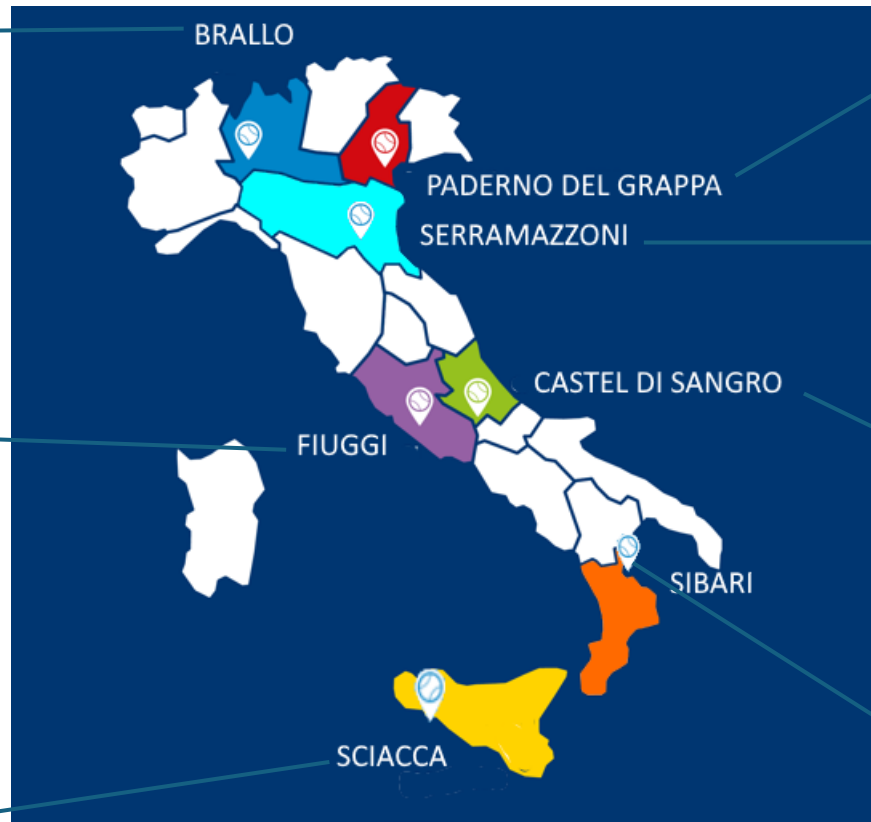 BRALLO
PADERNO DEL GRAPPA
SERRAMAZZONI
CASTEL DI SANGRO
FIUGGI
SIBARI
SCIACCA